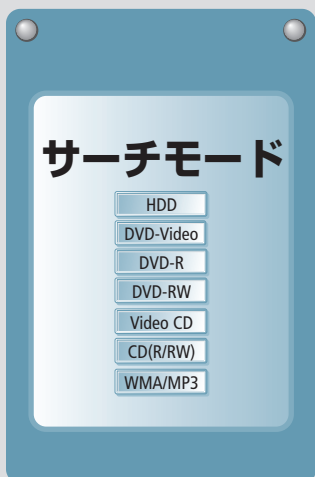 サーチモード
HDD
DVD-Video
DVD-R
DVD-RW
Video CD
CD(R/RW)
WMA/MP3